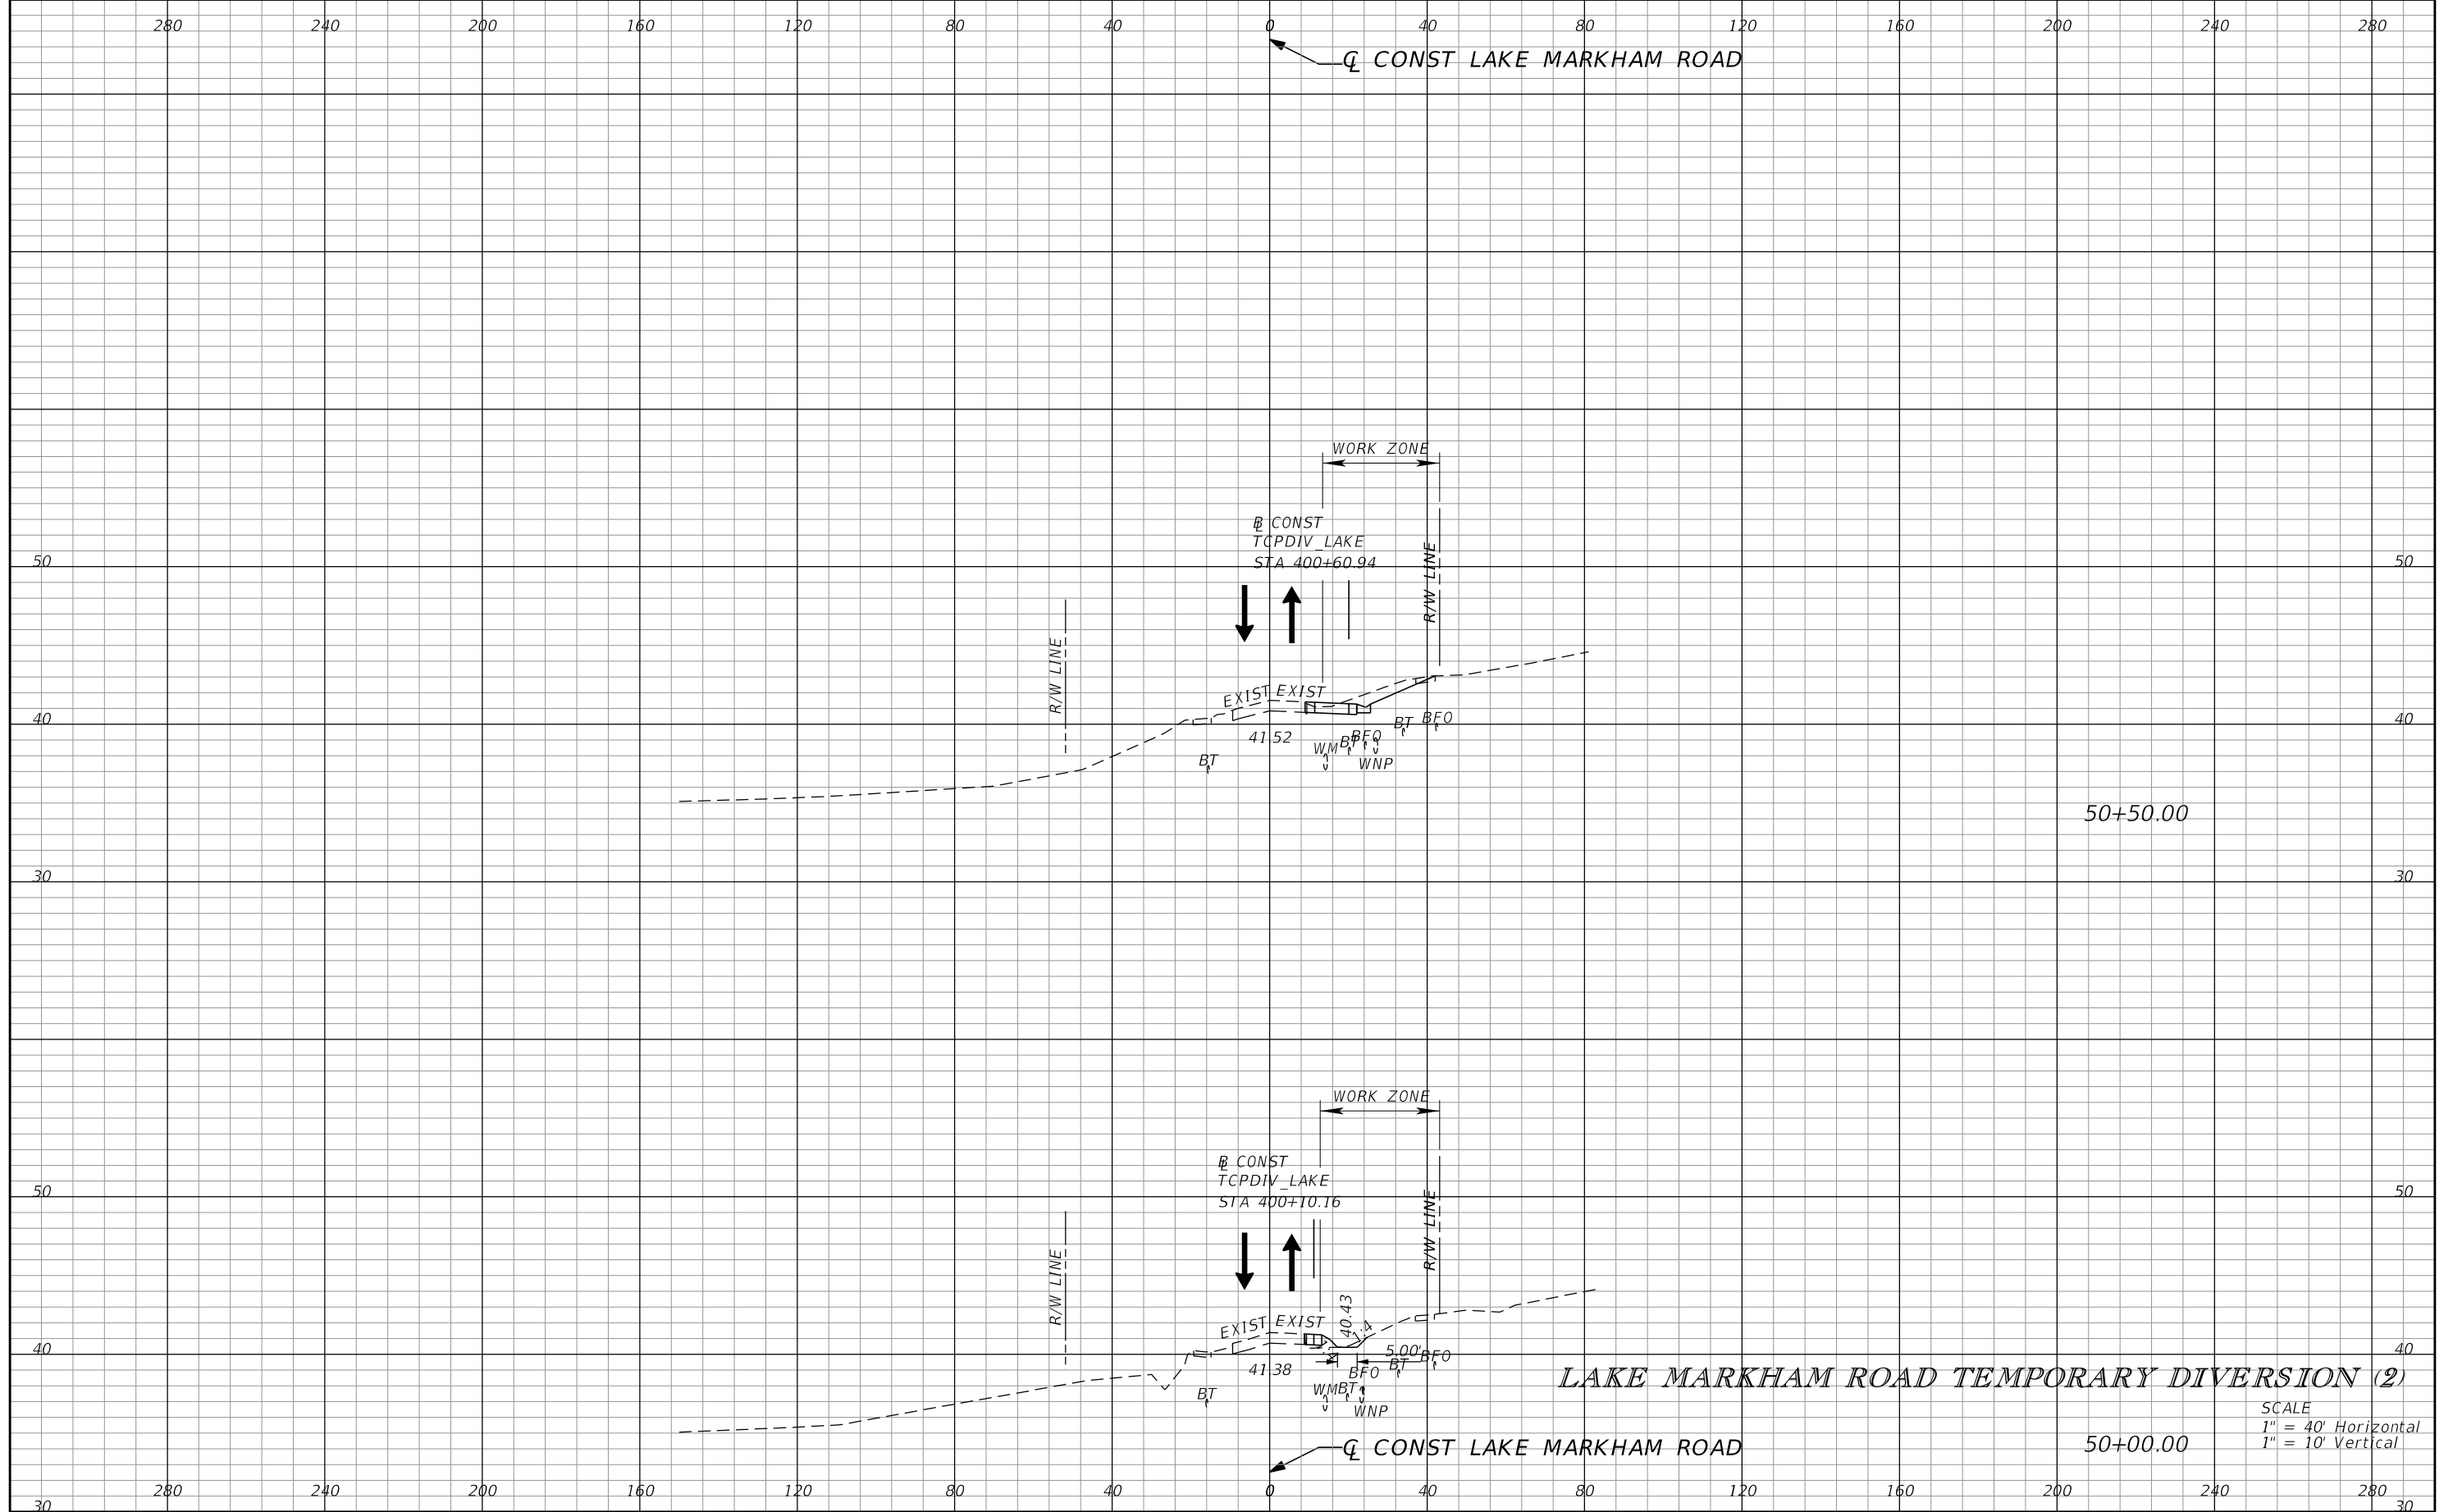 280 240 200 160 120 80 40 0 40 80 120 160 200 240 280
℄ CONST LAKE MARKHAM ROAD
WORK ZONE
BL CONST
TCPDIV_LAKE
STA 400+60.94
50 50
R/W LINE
R/W LINE
EXIST EXIST
40 40
41.52
BT BFO
BT BFO
WM
WNP
BT
50+50.00
30 30
WORK ZONE
BL CONST
TCPDIV_LAKE
STA 400+10.16
50 50
R/W LINE
R/W LINE
40.43
EXIST EXIST
1:4
5.00'
40 40
41.38
BT BFO
BFO
WM BT
WNP
BT
LAKE MARKHAM ROAD TEMPORARY DIVERSION (2)
SCALE
1" = 40' Horizontal
1" = 10' Vertical
50+00.00
℄ CONST LAKE MARKHAM ROAD
280 240 200 160 120 80 40 0 40 80 120 160 200 240 280
30 30